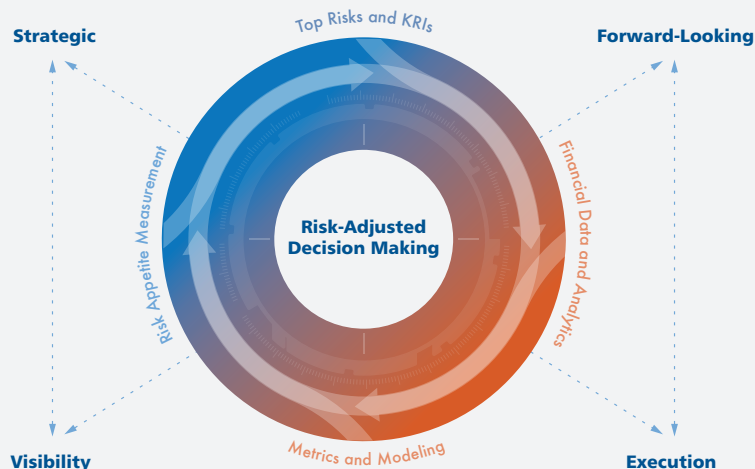 Top Risks and KRIs
Strategic
Forward-Looking
Risk Appetite Measurement
Risk-Adjusted
Decision Making
Financial Data and Analytics
Metrics and Modeling
Visibility
Execution